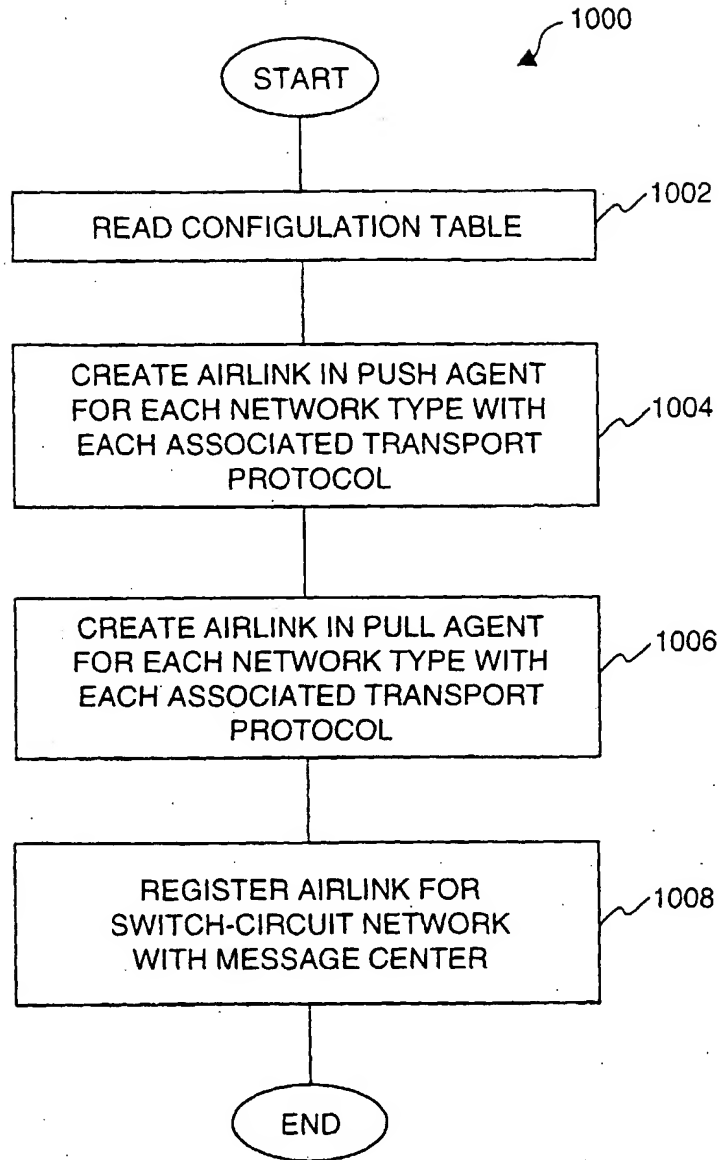 1000
START
READ CONFIGULATION TABLE
1002
CREATE AIRLINK IN PUSH AGENT
FOR EACH NETWORK TYPE WITH
EACH ASSOCIATED TRANSPORT
PROTOCOL
1004
CREATE AIRLINK IN PULL AGENT
FOR EACH NETWORK TYPE WITH
EACH ASSOCIATED TRANSPORT
PROTOCOL
1006
REGISTER AIRLINK FOR
SWITCH-CIRCUIT NETWORK
WITH MESSAGE CENTER
1008
END